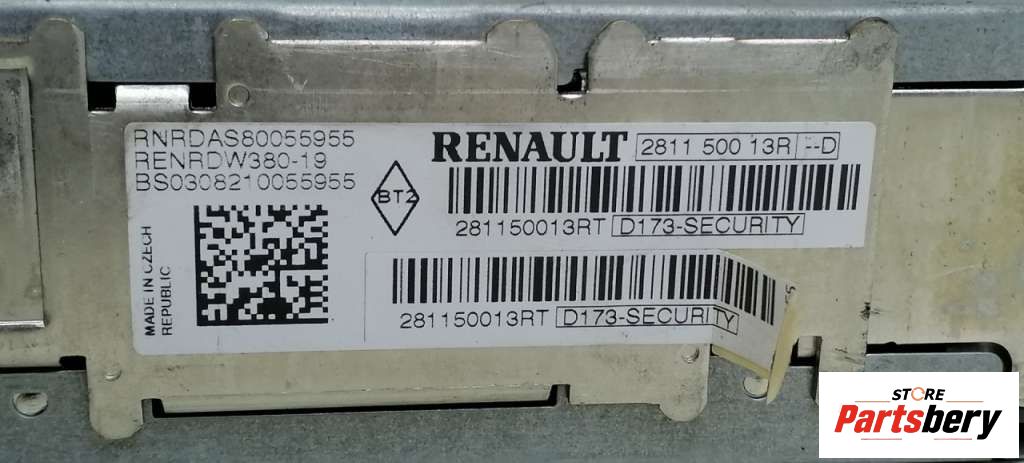 RNRDAS80055955
RENRDW380-19
BS0308210055955
MADE IN CZECH
REPUBLIC
BT2
RENAULT 2811 500 13R --D
281150013RT D173-SECURITY
281150013RT D173-SECURITY
STORE
Partsbery